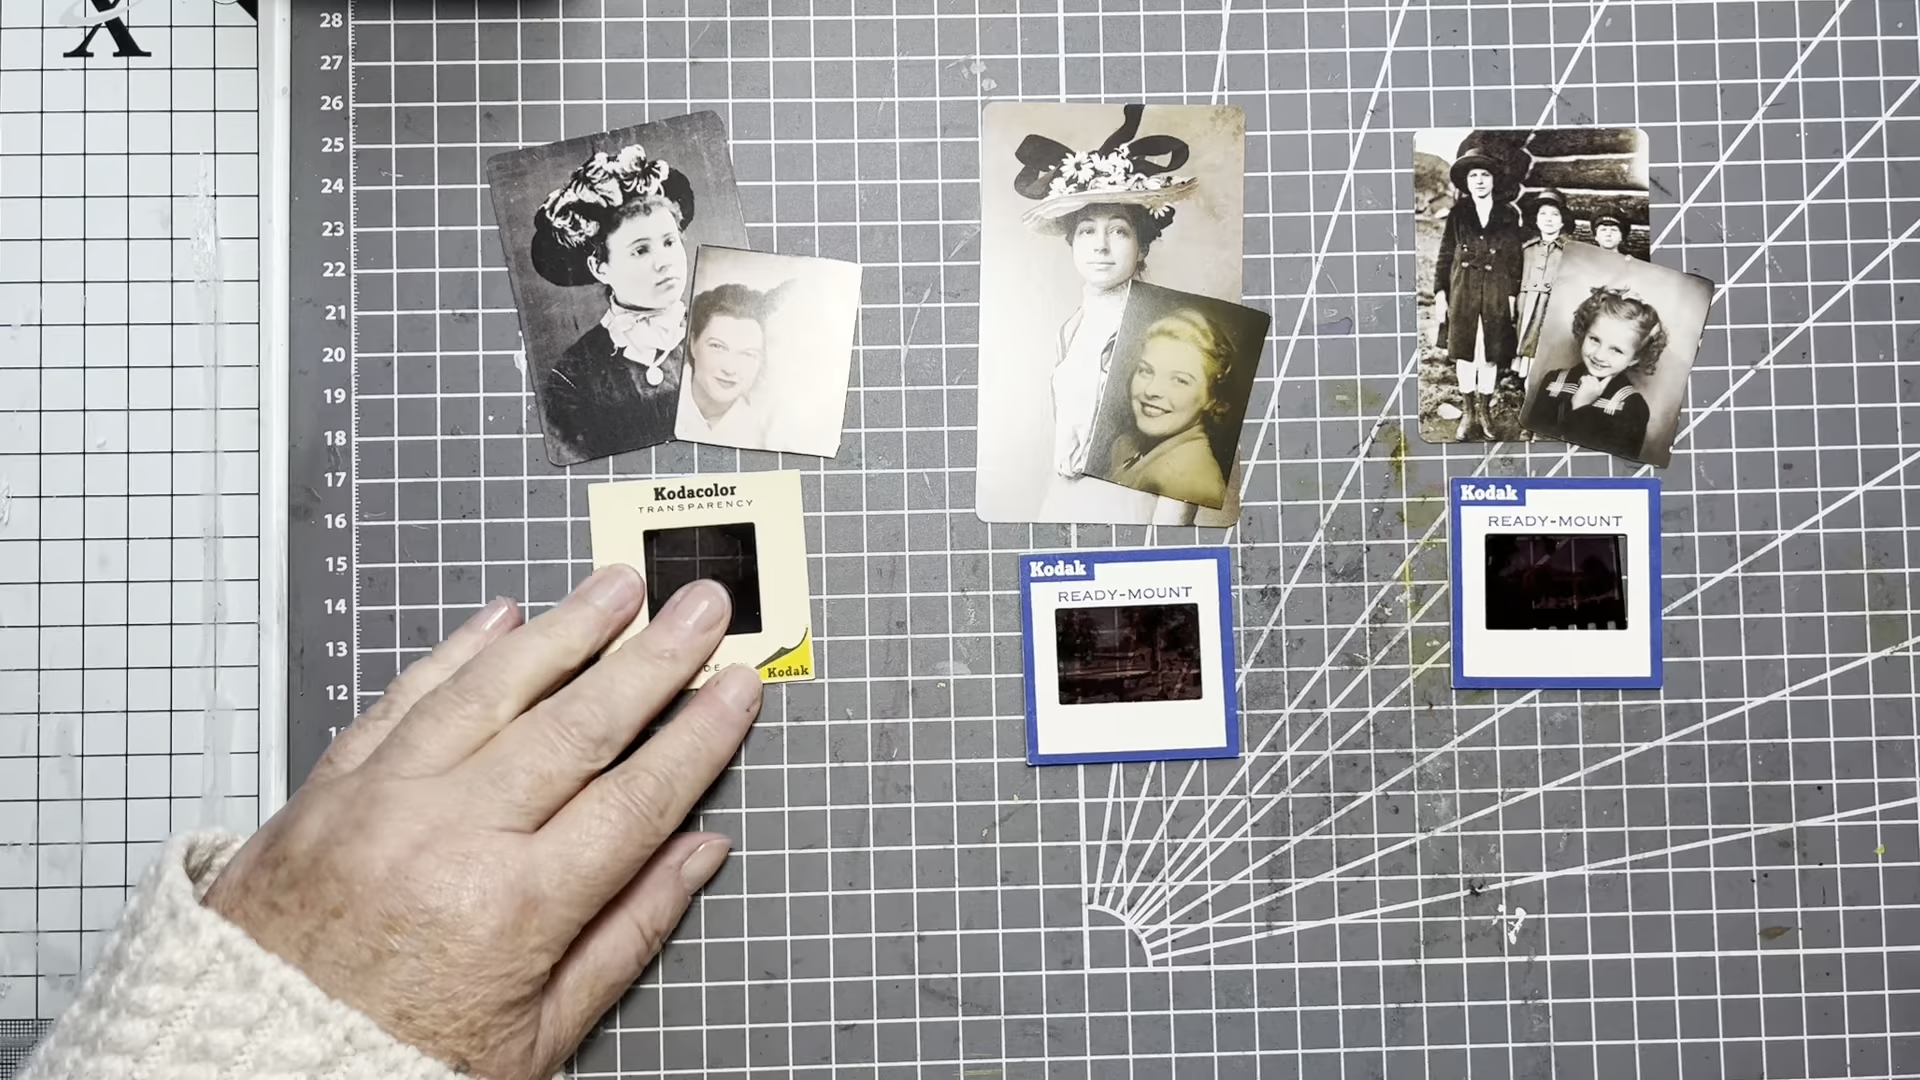 28
27
26
25
24
23
22
21
20
19
18
17
16
15
14
13
12
Kodacolor
TRANSPARENCY
Kodak
Kodak
READY-MOUNT
Kodak
READY-MOUNT